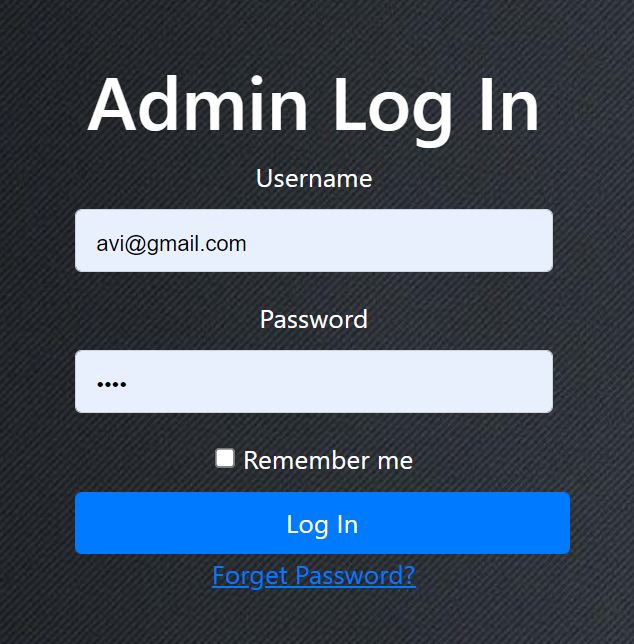 Admin Log In
Username
avi@gmail.com
Password
••••
Remember me
Log In
Forget Password?